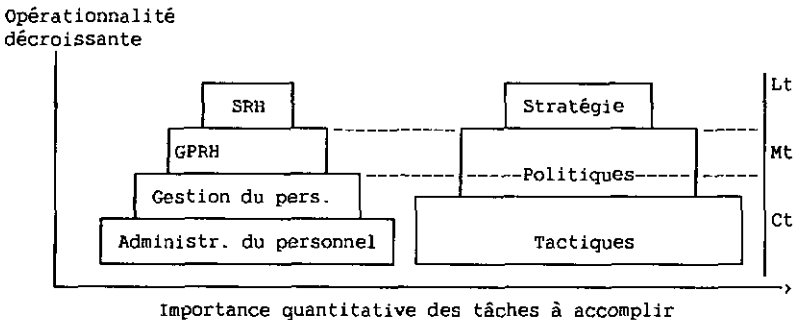 Opérationnalité
décroissante
Lt
SRH
Stratégie
GPRH
Mt
Politiques
Gestion du pers.
Ct
Administr. du personnel
Tactiques
Importance quantitative des tâches à accomplir